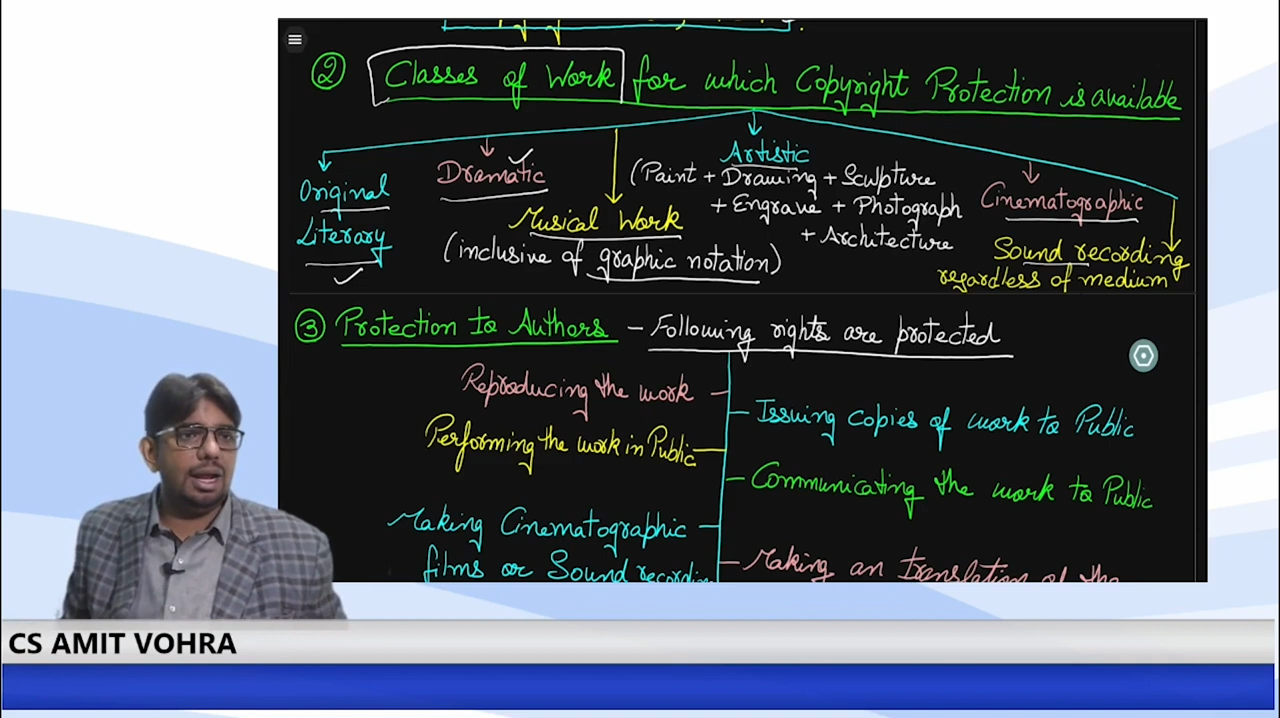 ② Classes of Work for which Copyright Protection is available
Original Literary
Dramatic
Musical Work
(inclusive of graphic notation)
Artistic
(Paint + Drawing + Sculpture
+ Engrave + Photograph
+ Architecture
Cinematographic
Sound recording
regardless of medium
③ Protection to Authors - Following rights are protected
Reproducing the work
Issuing copies of work to Public
Performing the work in Public
Communicating the work to Public
Making Cinematographic
films or Sound recording
Making an translation of the
CS AMIT VOHRA